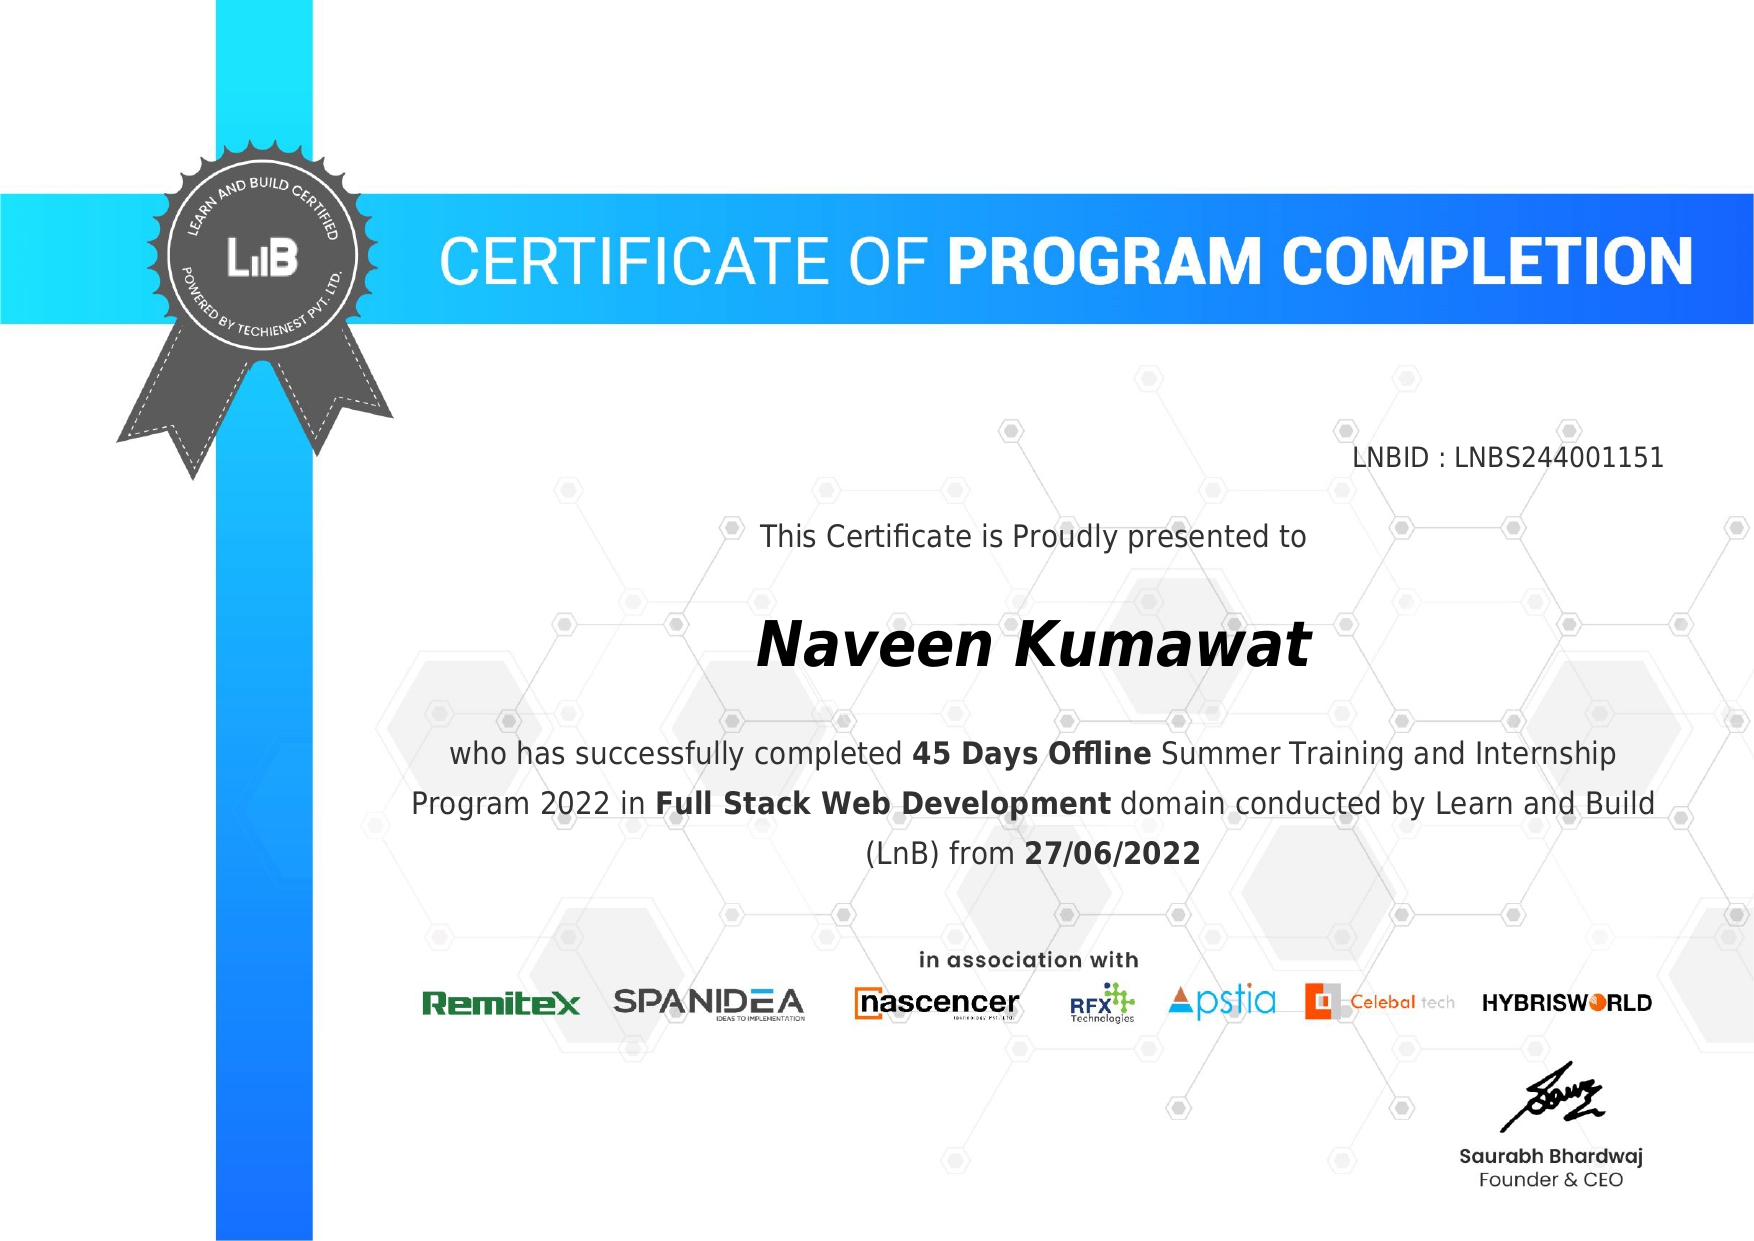 LEARN AND BUILD CERTIFIED
LnB
POWERED BY TECHIENEST PVT. LTD.
CERTIFICATE OF PROGRAM COMPLETION
LNBID : LNBS244001151
This Certificate is Proudly presented to
Naveen Kumawat
who has successfully completed 45 Days Offline Summer Training and Internship
Program 2022 in Full Stack Web Development domain conducted by Learn and Build
(LnB) from 27/06/2022
in association with
Remitex SPANIDEA nascencer RFX Apstia Celebal tech HYBRISWORLD
IDEAS TO IMPLEMENTATION Technologies
Saurabh Bhardwaj
Founder & CEO